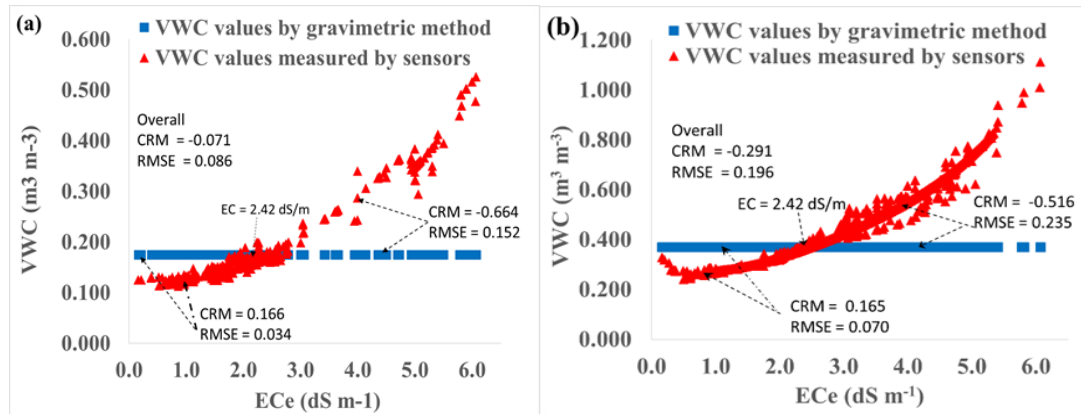 (a)
VWC values by gravimetric method
VWC values measured by sensors
0.600
0.500
0.400
0.300
0.200
0.100
0.000
VWC (m3 m-3)
Overall
CRM = -0.071
RMSE = 0.086
EC = 2.42 dS/m
CRM = -0.664
RMSE = 0.152
CRM = 0.166
RMSE = 0.034
0.0 1.0 2.0 3.0 4.0 5.0 6.0
ECe (dS m-1)
(b)
VWC values by gravimetric method
VWC values measured by sensors
1.200
1.000
0.800
0.600
0.400
0.200
0.000
VWC (m³ m⁻³)
Overall
CRM = -0.291
RMSE = 0.196
EC = 2.42 dS/m
CRM = -0.516
RMSE = 0.235
CRM = 0.165
RMSE = 0.070
0.0 1.0 2.0 3.0 4.0 5.0 6.0
ECe (dS m⁻¹)